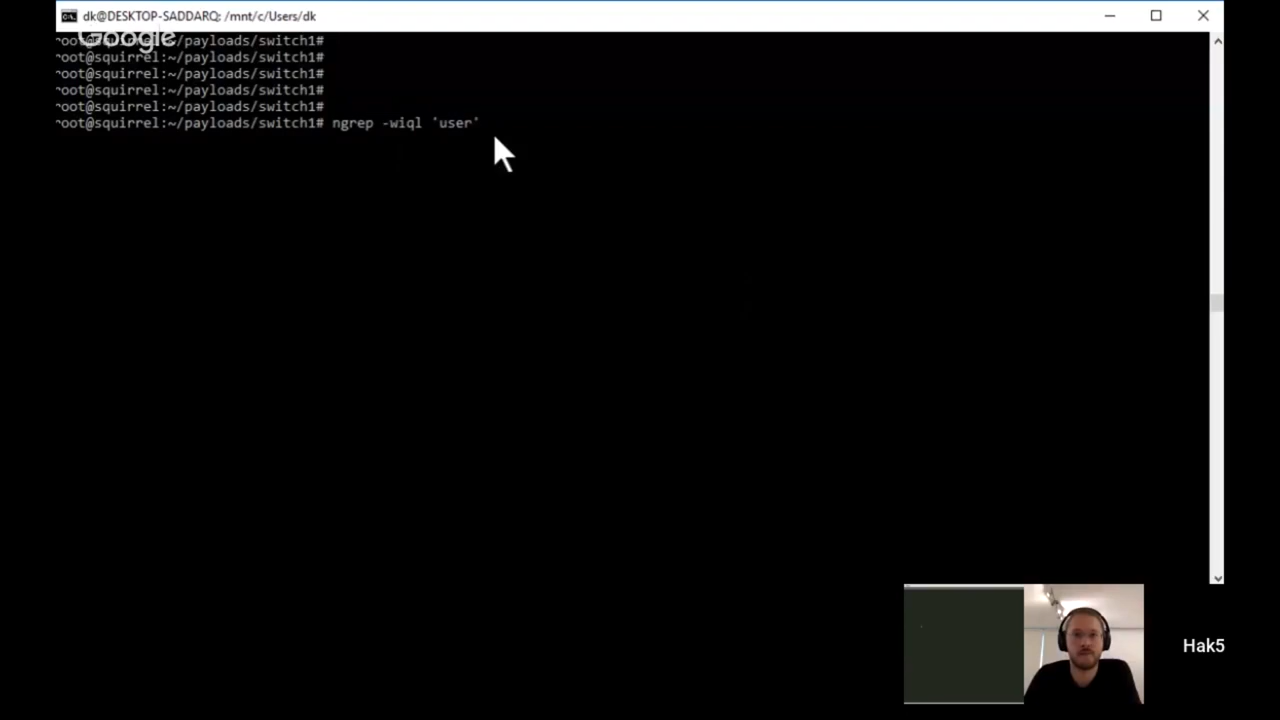 dk@DESKTOP-SADDARQ: /mnt/c/Users/dk
Google
root@squirrel:~/payloads/switch1#
root@squirrel:~/payloads/switch1#
root@squirrel:~/payloads/switch1#
root@squirrel:~/payloads/switch1#
root@squirrel:~/payloads/switch1#
root@squirrel:~/payloads/switch1# ngrep -wiql 'user'
Hak5